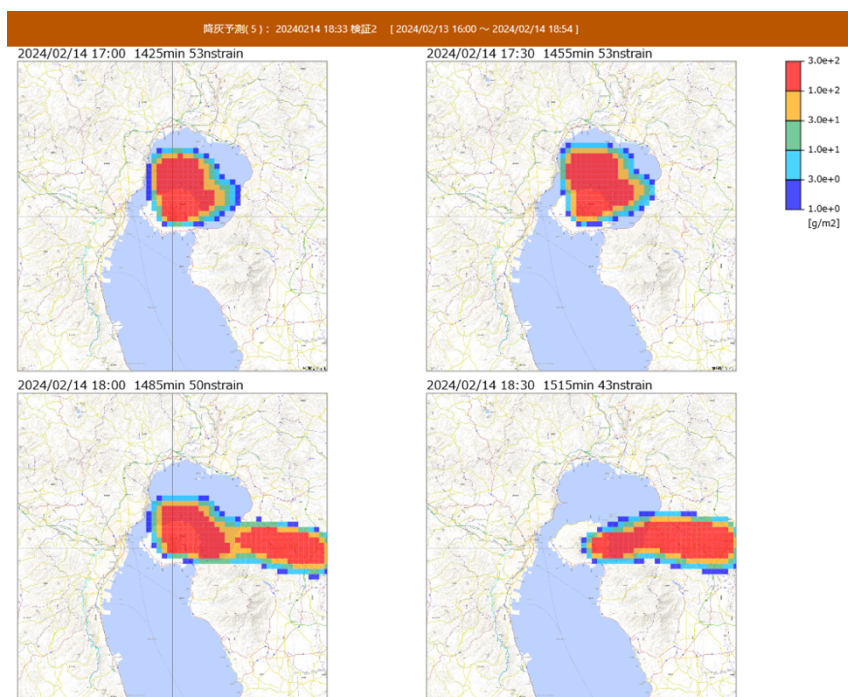 降灰予測( 5 ) : 20240214 18:33 検証2 [ 2024/02/13 16:00 ～ 2024/02/14 18:54 ]
2024/02/14 17:00 1425min 53nstrain
2024/02/14 17:30 1455min 53nstrain
3.0e+2
1.0e+2
3.0e+1
1.0e+1
3.0e+0
1.0e+0
[g/m2]
2024/02/14 18:00 1485min 50nstrain
2024/02/14 18:30 1515min 43nstrain